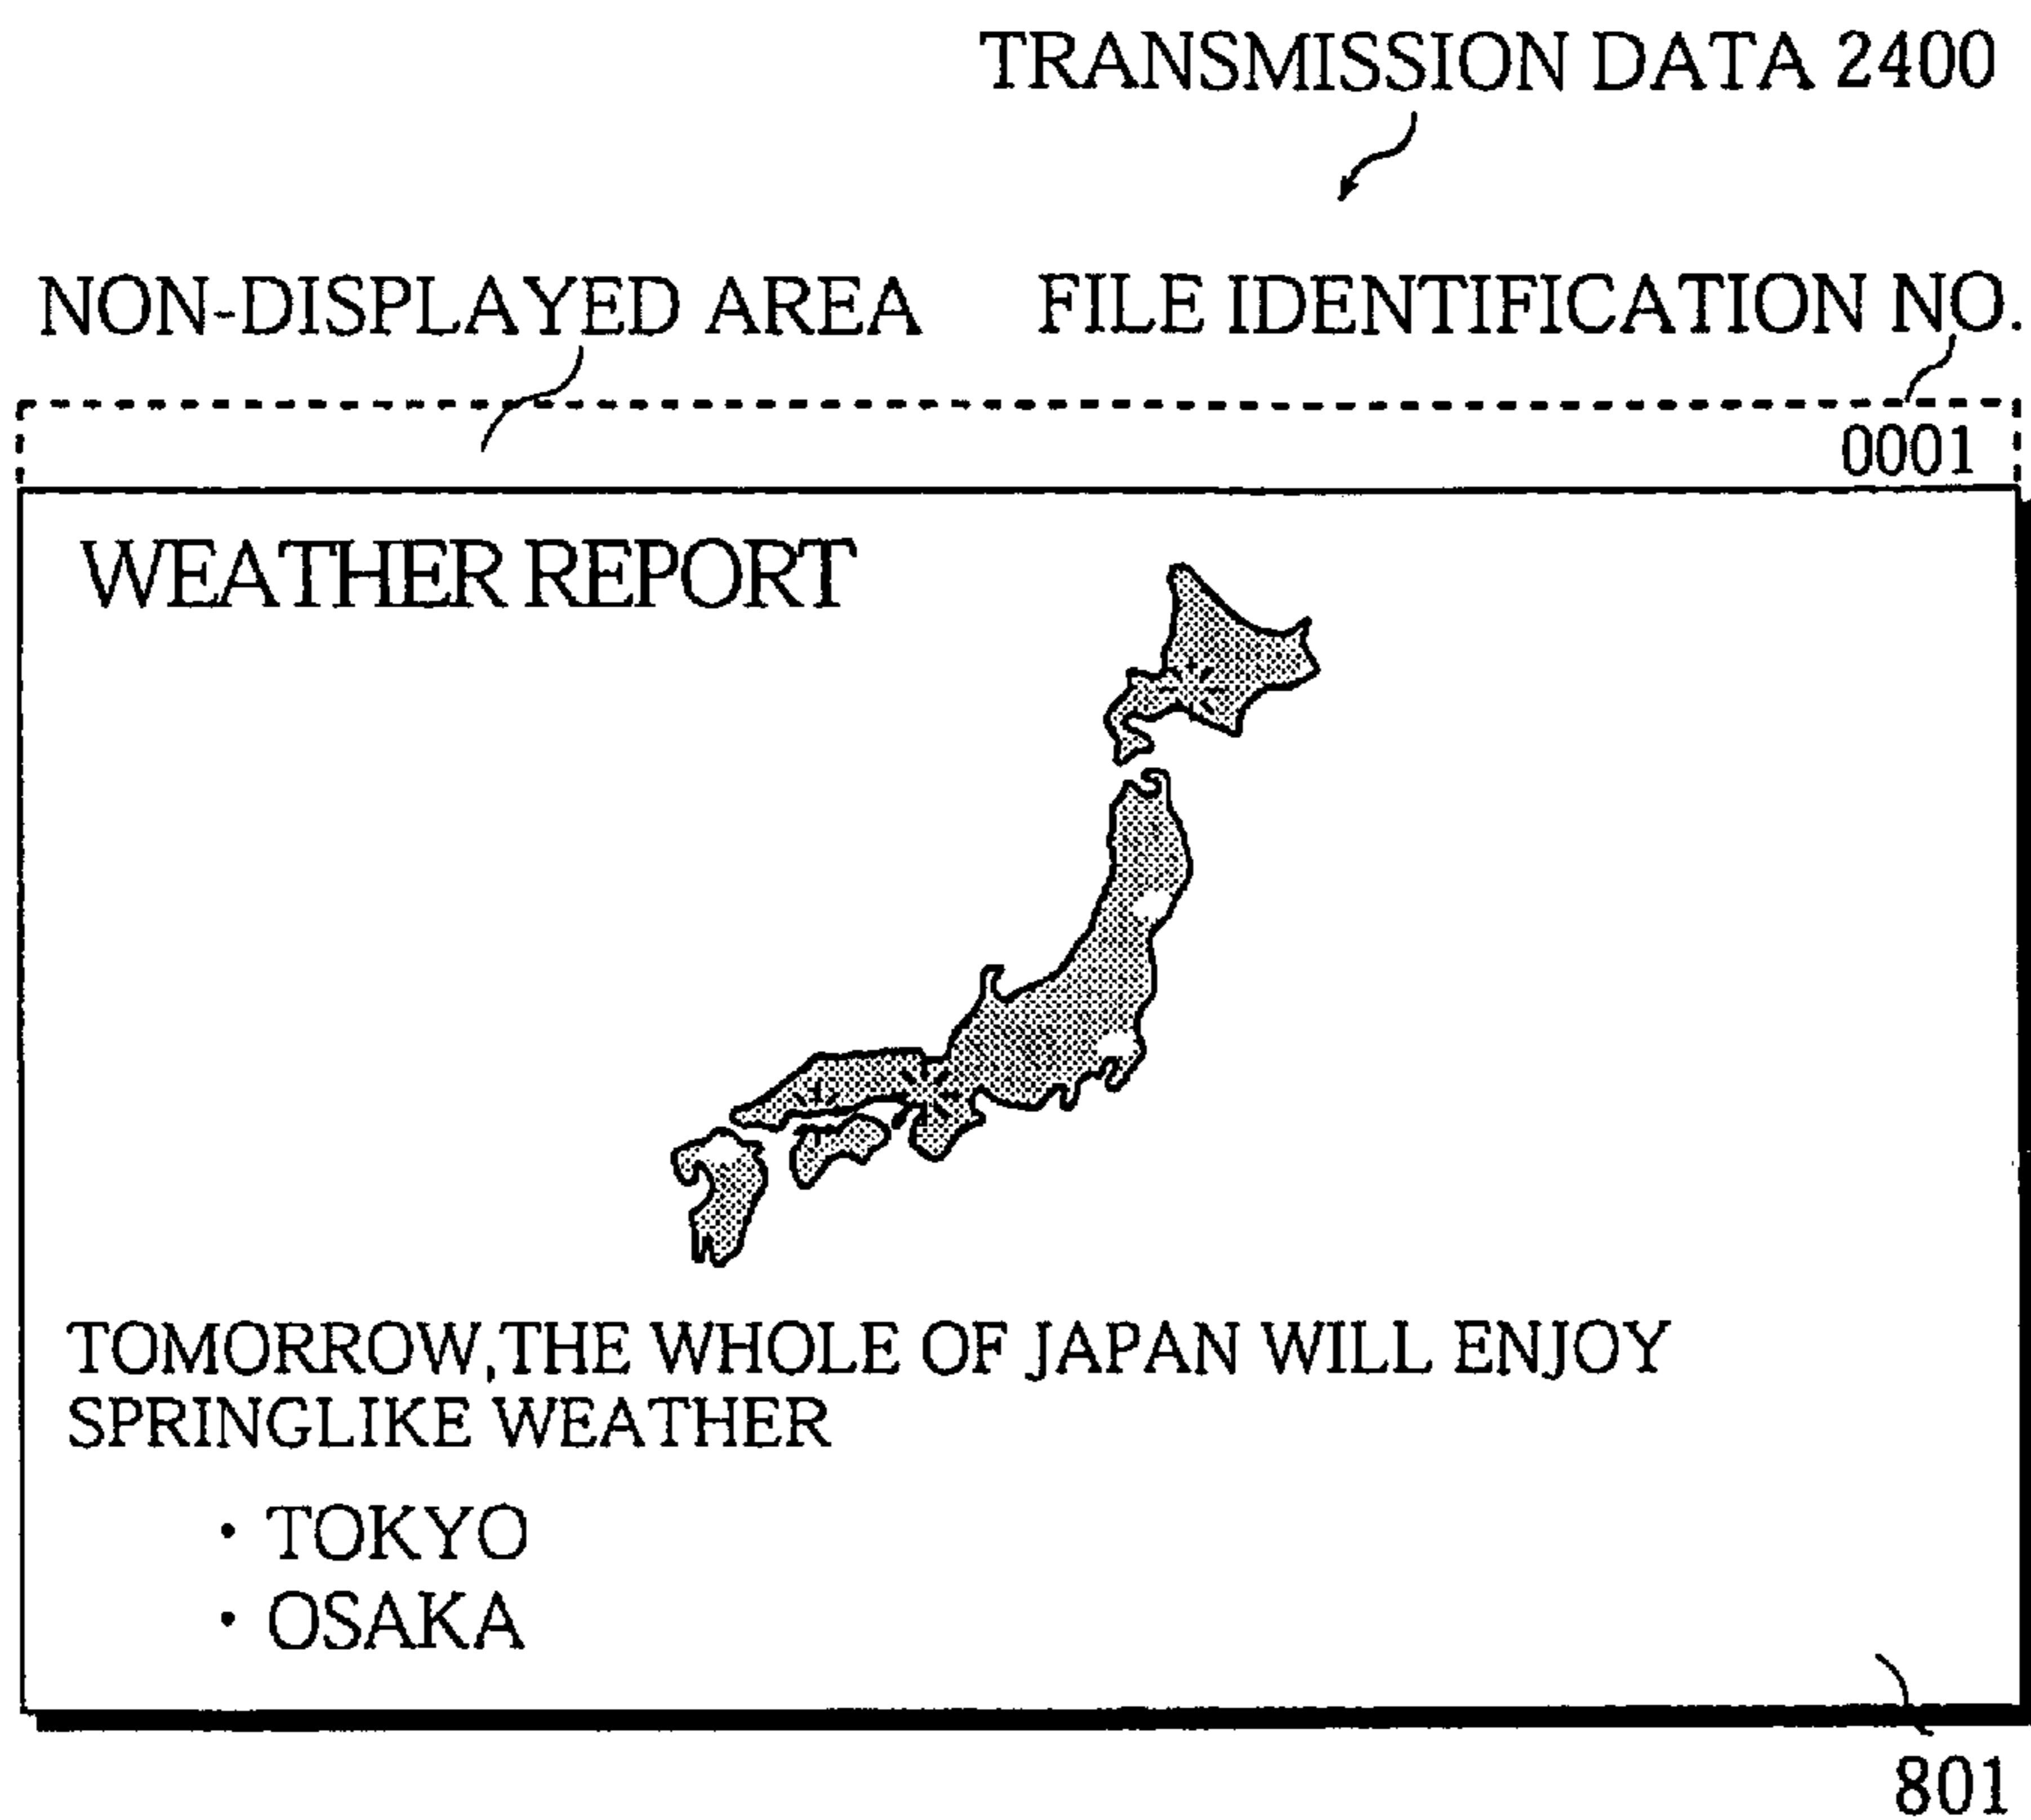 TRANSMISSION DATA 2400
NON-DISPLAYED AREA
FILE IDENTIFICATION NO.
0001
WEATHER REPORT
TOMORROW,THE WHOLE OF JAPAN WILL ENJOY
SPRINGLIKE WEATHER
・TOKYO
・OSAKA
801